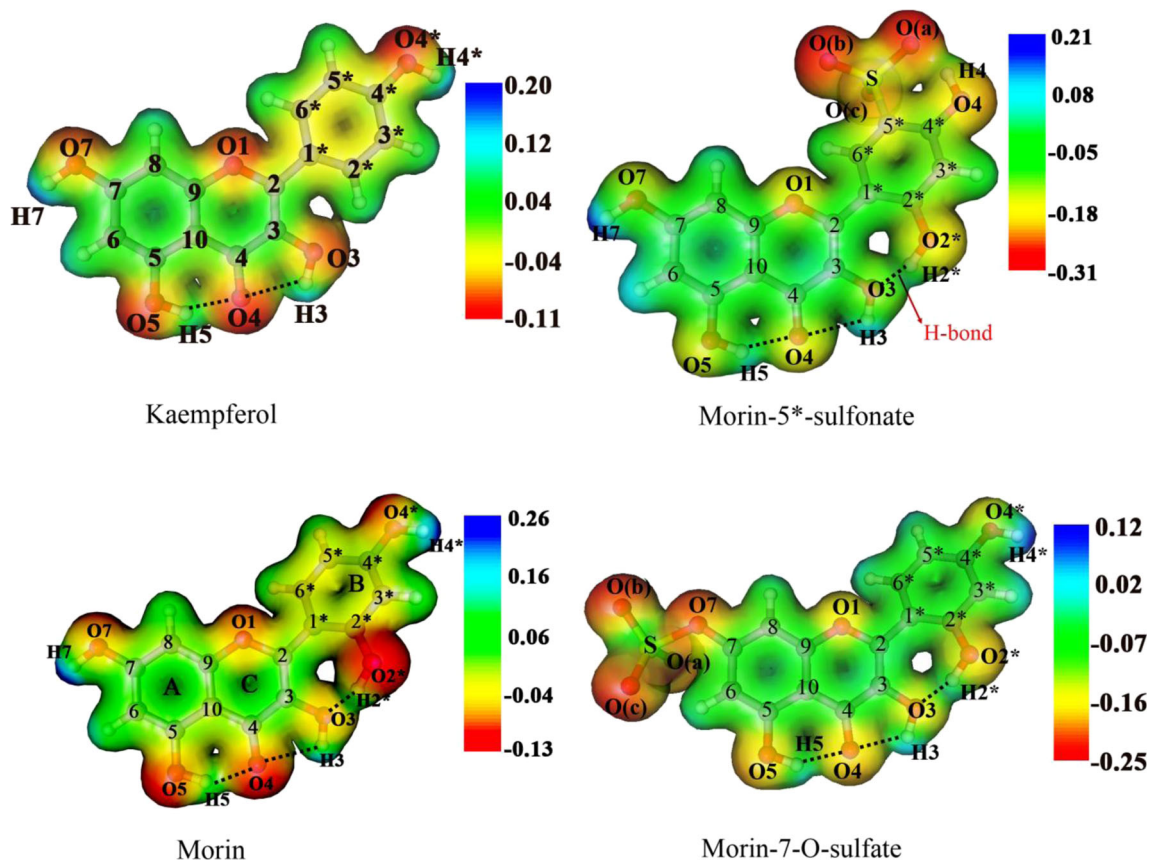 O4*
H4*
5*
4*
6*
3*
1*
2*
O7
8
O1
7
9
2
H7
6
10
3
O3
5
4
O5
H5
O4
H3
0.20
0.12
0.04
-0.04
-0.11
Kaempferol
O(b)
O(a)
S
H4
O(c)
O4
5*
4*
6*
3*
1*
2*
O7
8
O1
O2*
H7
7
9
2
H2*
6
10
3
O3
5
4
H3
H-bond
O5
H5
O4
0.21
0.08
-0.05
-0.18
-0.31
Morin-5*-sulfonate
O4*
H4*
5*
4*
6*
B
3*
1*
2*
O7
8
O1
H7
7
9
2
O2*
H2*
A
C
6
10
3
O3
5
4
H3
O5
H5
O4
0.26
0.16
0.06
-0.04
-0.13
Morin
O4*
H4*
5*
4*
6*
3*
O(b)
O7
8
O1
1*
2*
S
7
9
2
O2*
O(a)
H2*
O(c)
6
10
3
O3
5
4
H3
O5
H5
O4
0.12
0.02
-0.07
-0.16
-0.25
Morin-7-O-sulfate